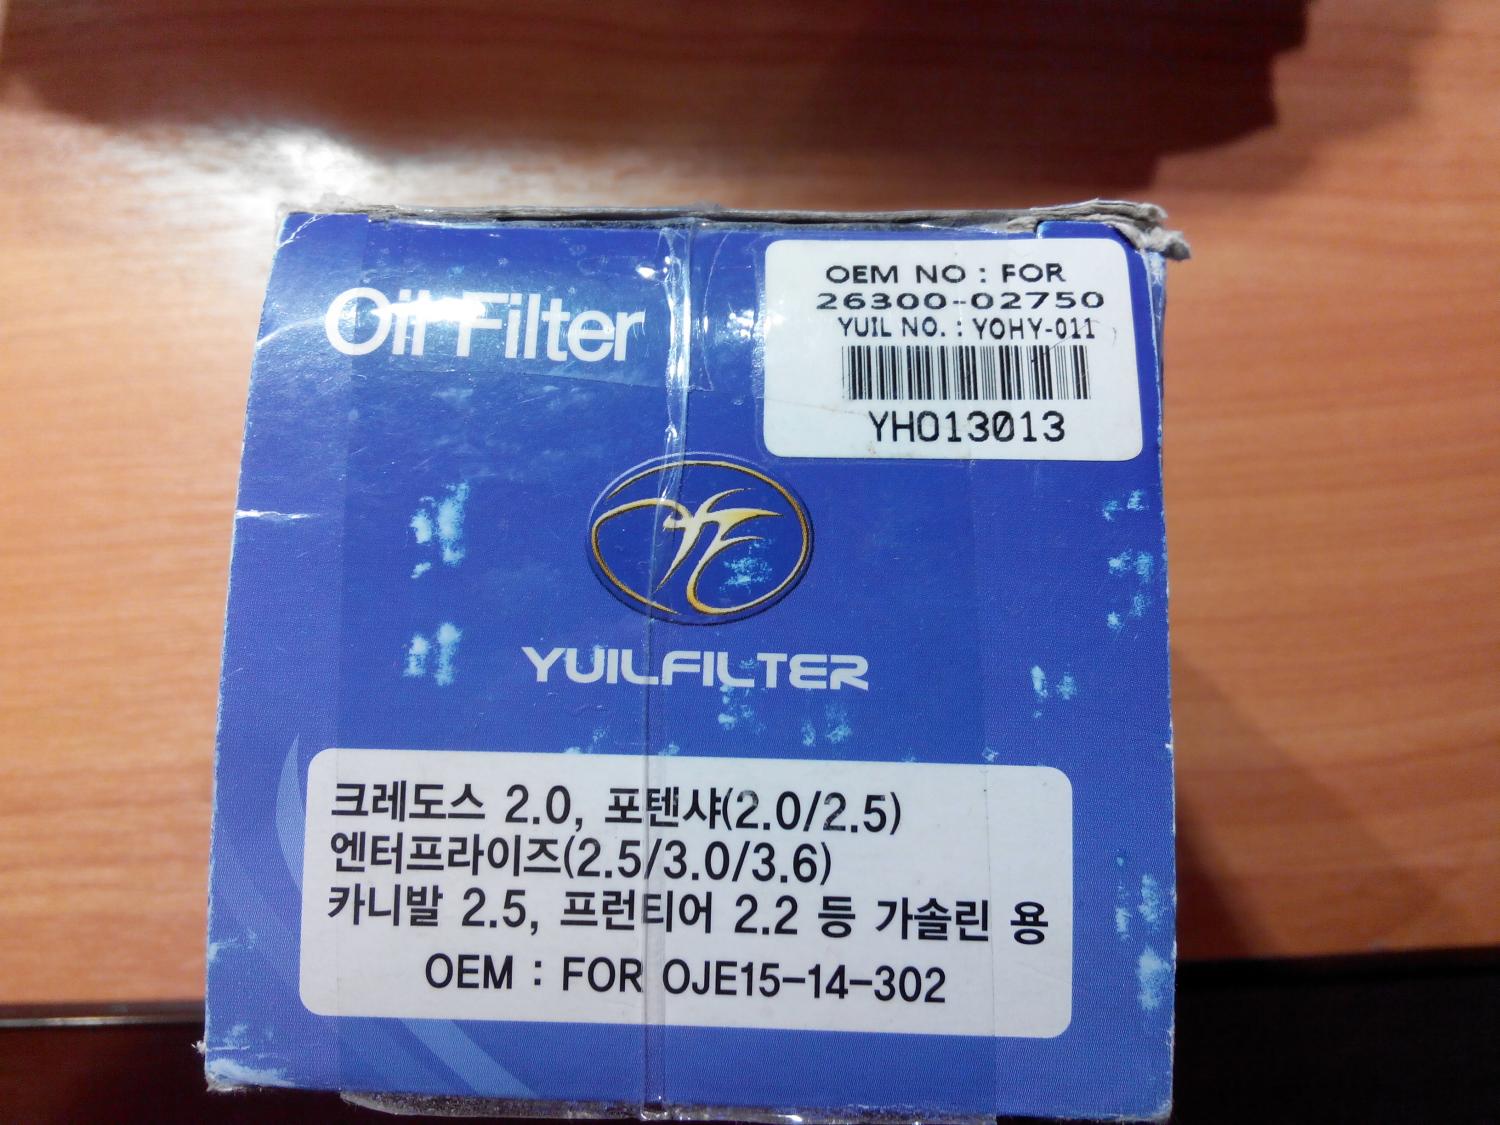 Oil Filter
OEM NO : FOR
26300-02750
YUIL NO. : YOHY-011
YHO13013
YUILFILTER
크레도스 2.0, 포텐샤(2.0/2.5)
엔터프라이즈(2.5/3.0/3.6)
카니발 2.5, 프런티어 2.2 등 가솔린 용
OEM : FOR OJE15-14-302